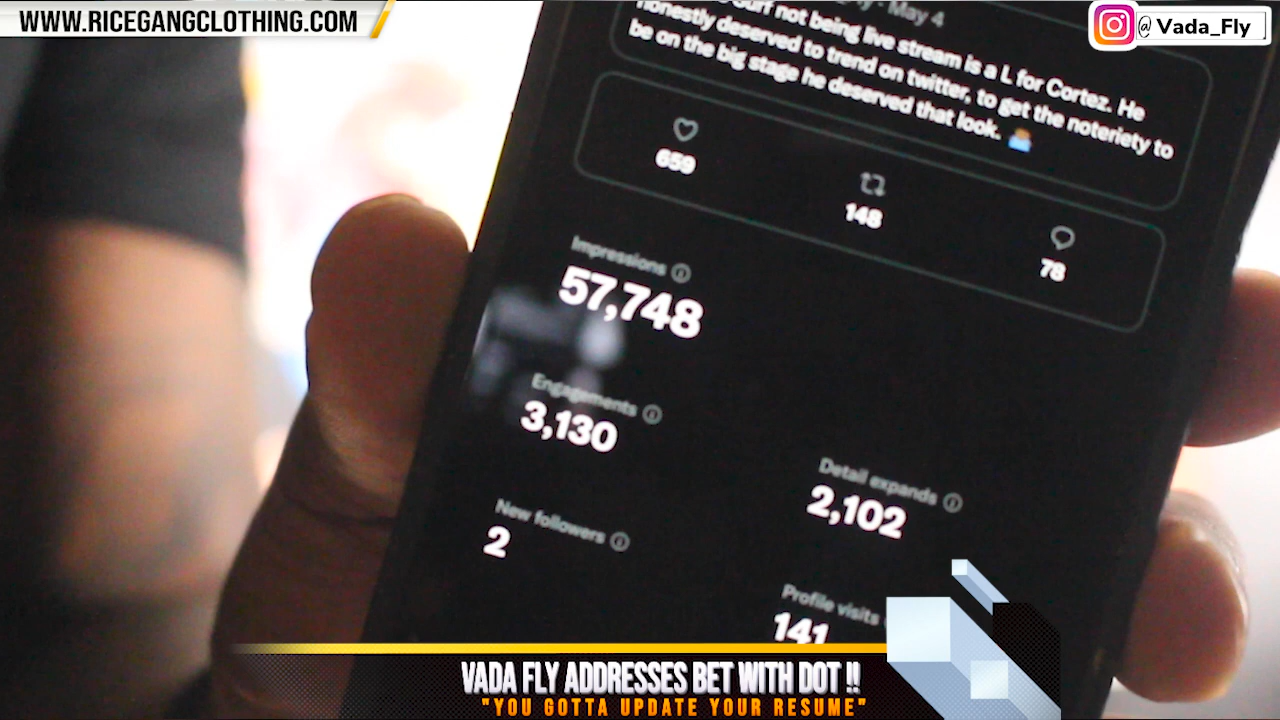 WWW.RICEGANGCLOTHING.COM
@ Vada_Fly
May 4
not being live stream is a L for Cortez. He
honestly deserved to trend on twitter, to get the noteriety to
be on the big stage he deserved that look.
659
148
78
Impressions
57,748
Engagements
3,130
Detail expands
2,102
New followers
2
Profile visits
141
VADA FLY ADDRESSES BET WITH DOT !!
"YOU GOTTA UPDATE YOUR RESUME"